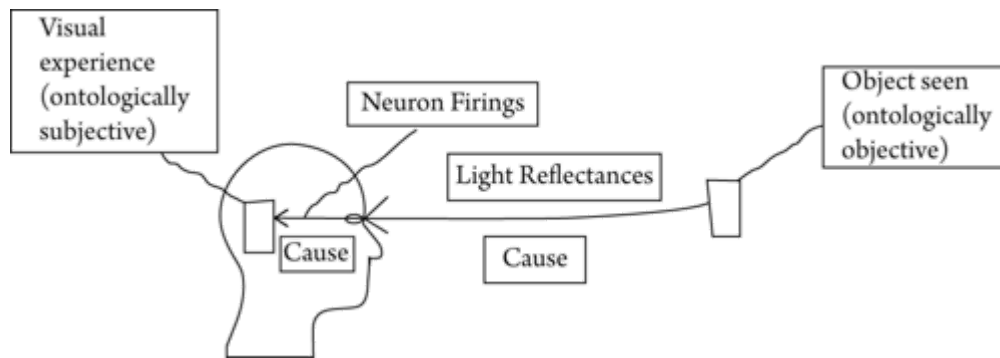 Visual
experience
(ontologically
subjective)
Neuron Firings
Object seen
(ontologically
objective)
Light Reflectances
Cause
Cause